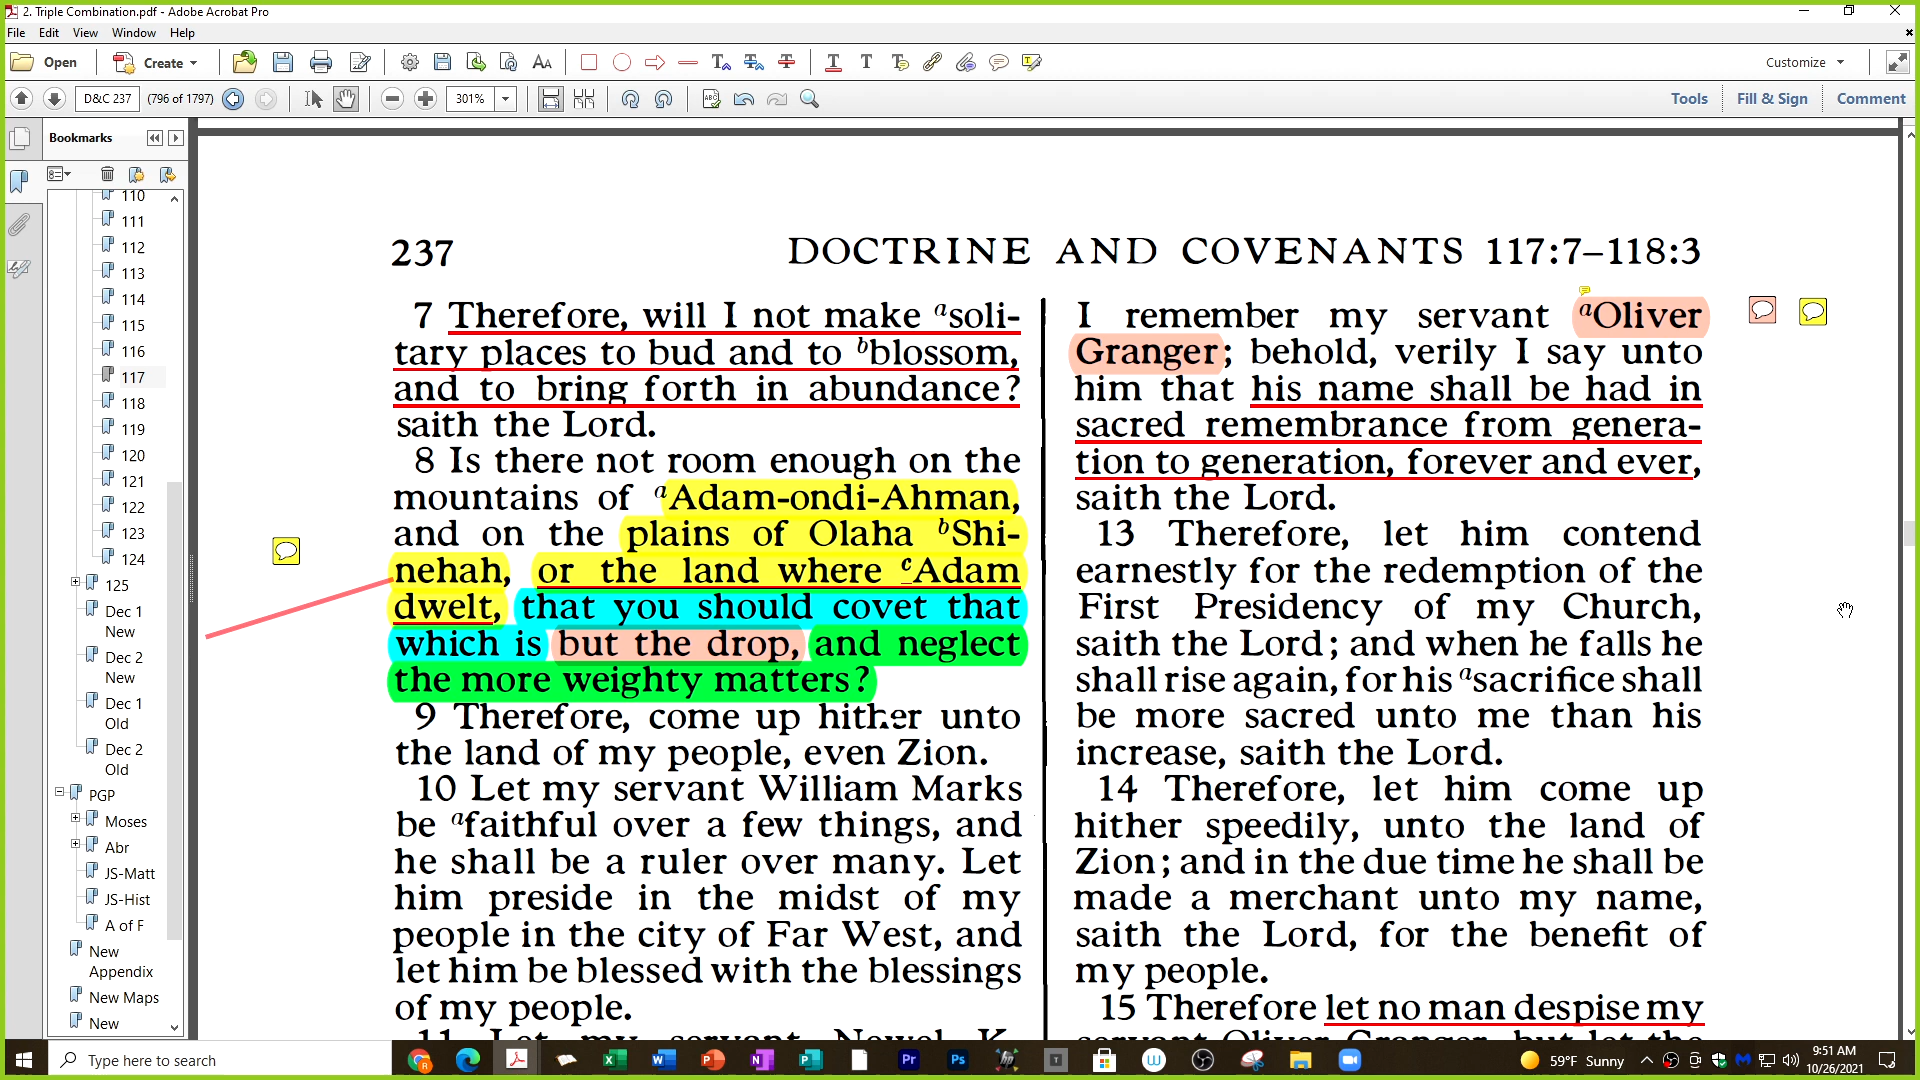 2. Triple Combination.pdf - Adobe Acrobat Pro
File Edit View Window Help
Open Create Customize
D&C 237 (796 of 1797) 301% Tools Fill & Sign Comment
Bookmarks
110
111
112
113
114
115
116
117
118
119
120
121
122
123
124
125
Dec 1
New
Dec 2
New
Dec 1
Old
Dec 2
Old
PGP
Moses
Abr
JS-Matt
JS-Hist
A of F
New
Appendix
New Maps
New
237 DOCTRINE AND COVENANTS 117:7–118:3
7 Therefore, will I not make ᵃsoli-
tary places to bud and to ᵇblossom,
and to bring forth in abundance?
saith the Lord.
8 Is there not room enough on the
mountains of ᵃAdam-ondi-Ahman,
and on the plains of Olaha ᵇShi-
nehah, or the land where ᶜAdam
dwelt, that you should covet that
which is but the drop, and neglect
the more weighty matters?
9 Therefore, come up hither unto
the land of my people, even Zion.
10 Let my servant William Marks
be ᵃfaithful over a few things, and
he shall be a ruler over many. Let
him preside in the midst of my
people in the city of Far West, and
let him be blessed with the blessings
of my people.
11 Let my servant Newel K.
I remember my servant ᵃOliver
Granger; behold, verily I say unto
him that his name shall be had in
sacred remembrance from genera-
tion to generation, forever and ever,
saith the Lord.
13 Therefore, let him contend
earnestly for the redemption of the
First Presidency of my Church,
saith the Lord; and when he falls he
shall rise again, for his ᵃsacrifice shall
be more sacred unto me than his
increase, saith the Lord.
14 Therefore, let him come up
hither speedily, unto the land of
Zion; and in the due time he shall be
made a merchant unto my name,
saith the Lord, for the benefit of
my people.
15 Therefore let no man despise my
servant Oliver Granger, but let the
Type here to search
59°F Sunny
9:51 AM
10/26/2021